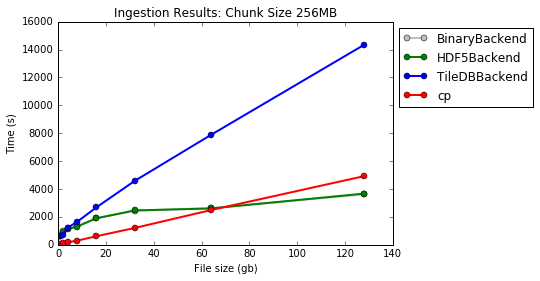 Ingestion Results: Chunk Size 256MB
16000
14000
12000
10000
8000
6000
4000
2000
0
Time (s)
0 20 40 60 80 100 120 140
File size (gb)
BinaryBackend
HDF5Backend
TileDBBackend
cp